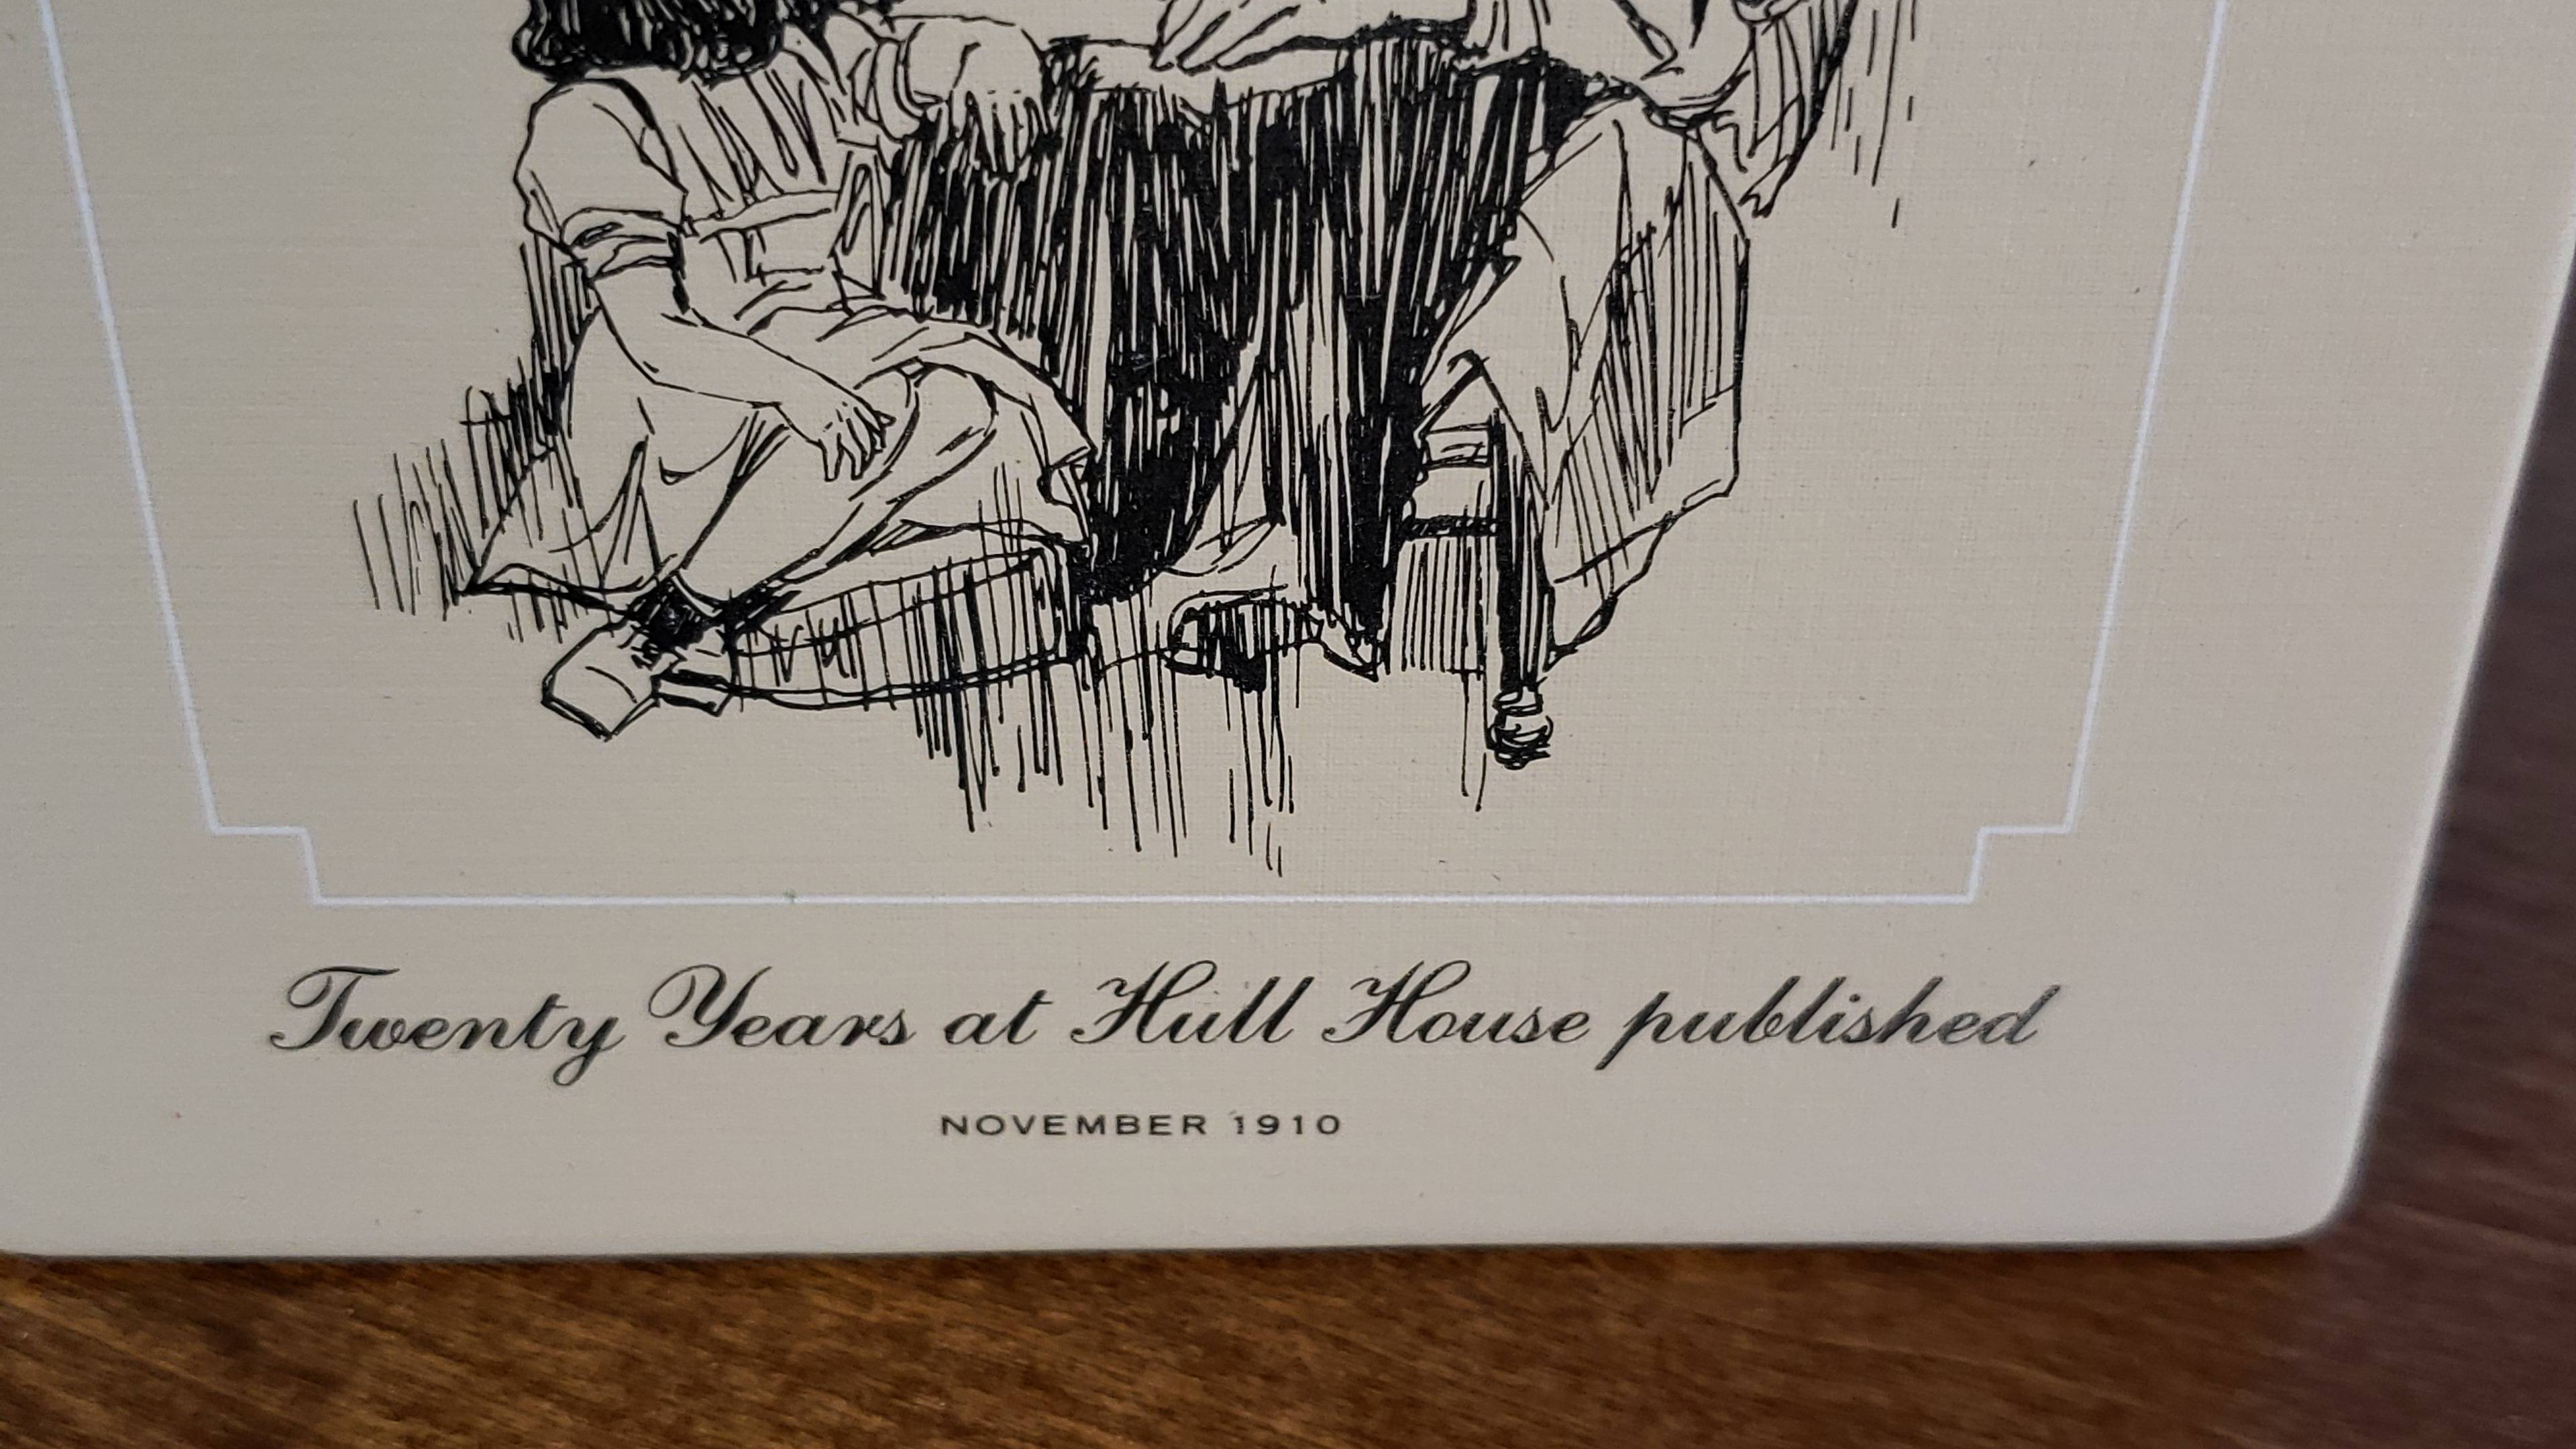 Twenty Years at Hull House published
NOVEMBER 1910